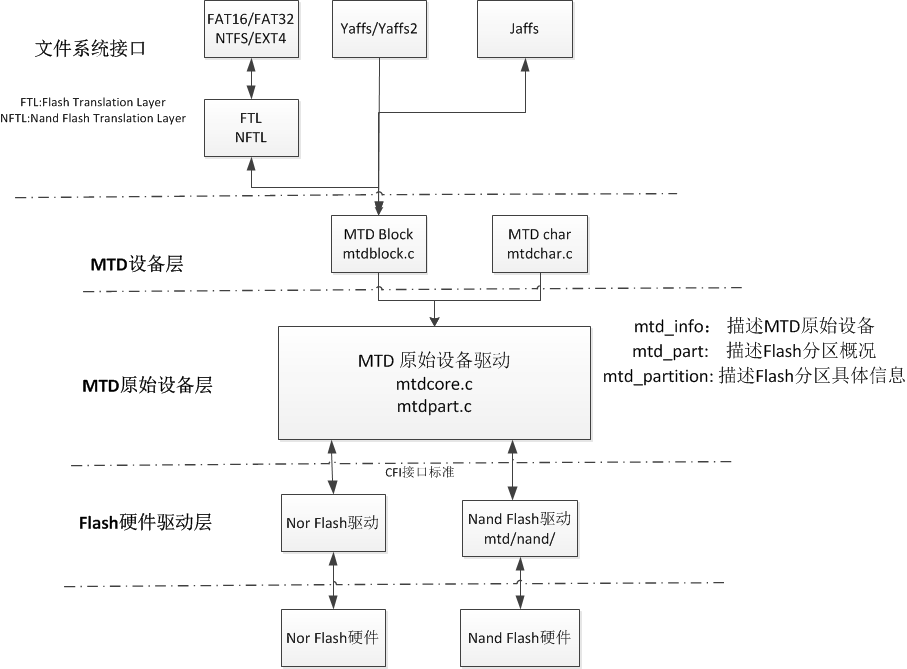 FAT16/FAT32
NTFS/EXT4
Yaffs/Yaffs2
Jaffs
文件系统接口
FTL:Flash Translation Layer
NFTL:Nand Flash Translation Layer
FTL
NFTL
MTD Block
mtdblock.c
MTD char
mtdchar.c
MTD设备层
mtd_info： 描述MTD原始设备
mtd_part: 描述Flash分区概况
mtd_partition: 描述Flash分区具体信息
MTD 原始设备驱动
mtdcore.c
mtdpart.c
MTD原始设备层
CFI接口标准
Flash硬件驱动层
Nor Flash驱动
Nand Flash驱动
mtd/nand/
Nor Flash硬件
Nand Flash硬件